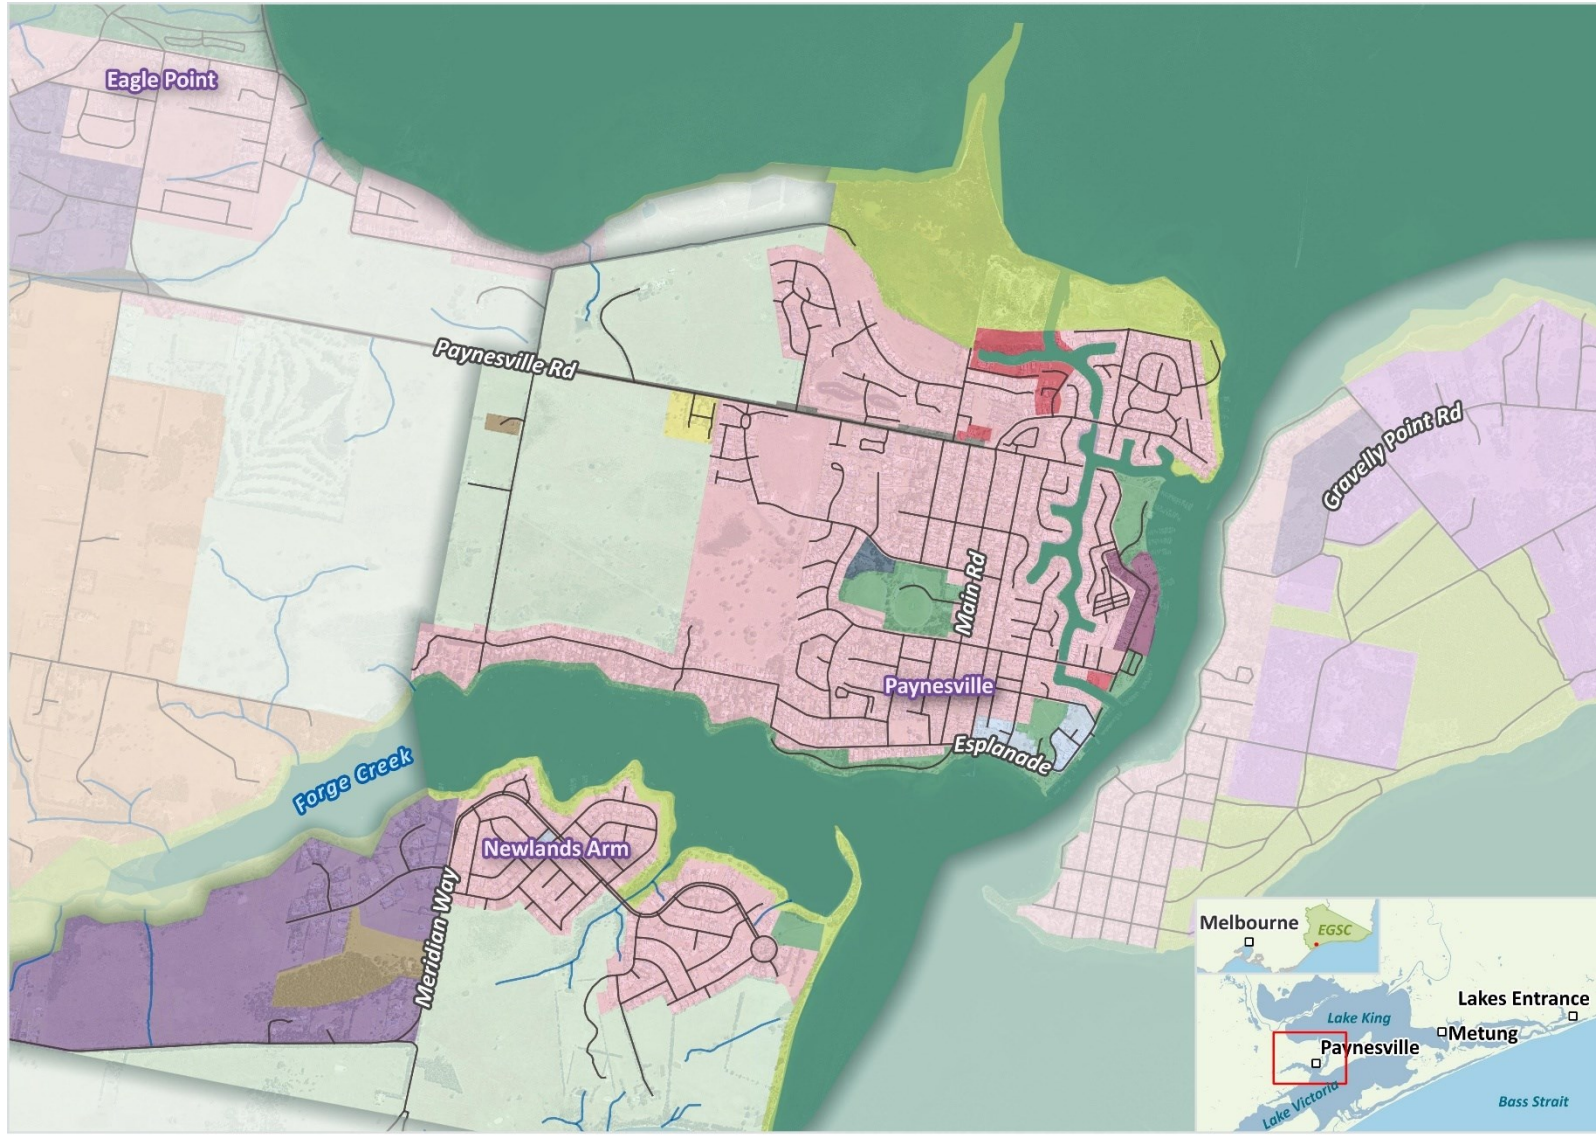 Eagle Point
Paynesville Rd
Gravelly Point Rd
Main Rd
Paynesville
Esplanade
Forge Creek
Newlands Arm
Meridian Way
Melbourne
EGSC
Lakes Entrance
Lake King
Metung
Paynesville
Lake Victoria
Bass Strait